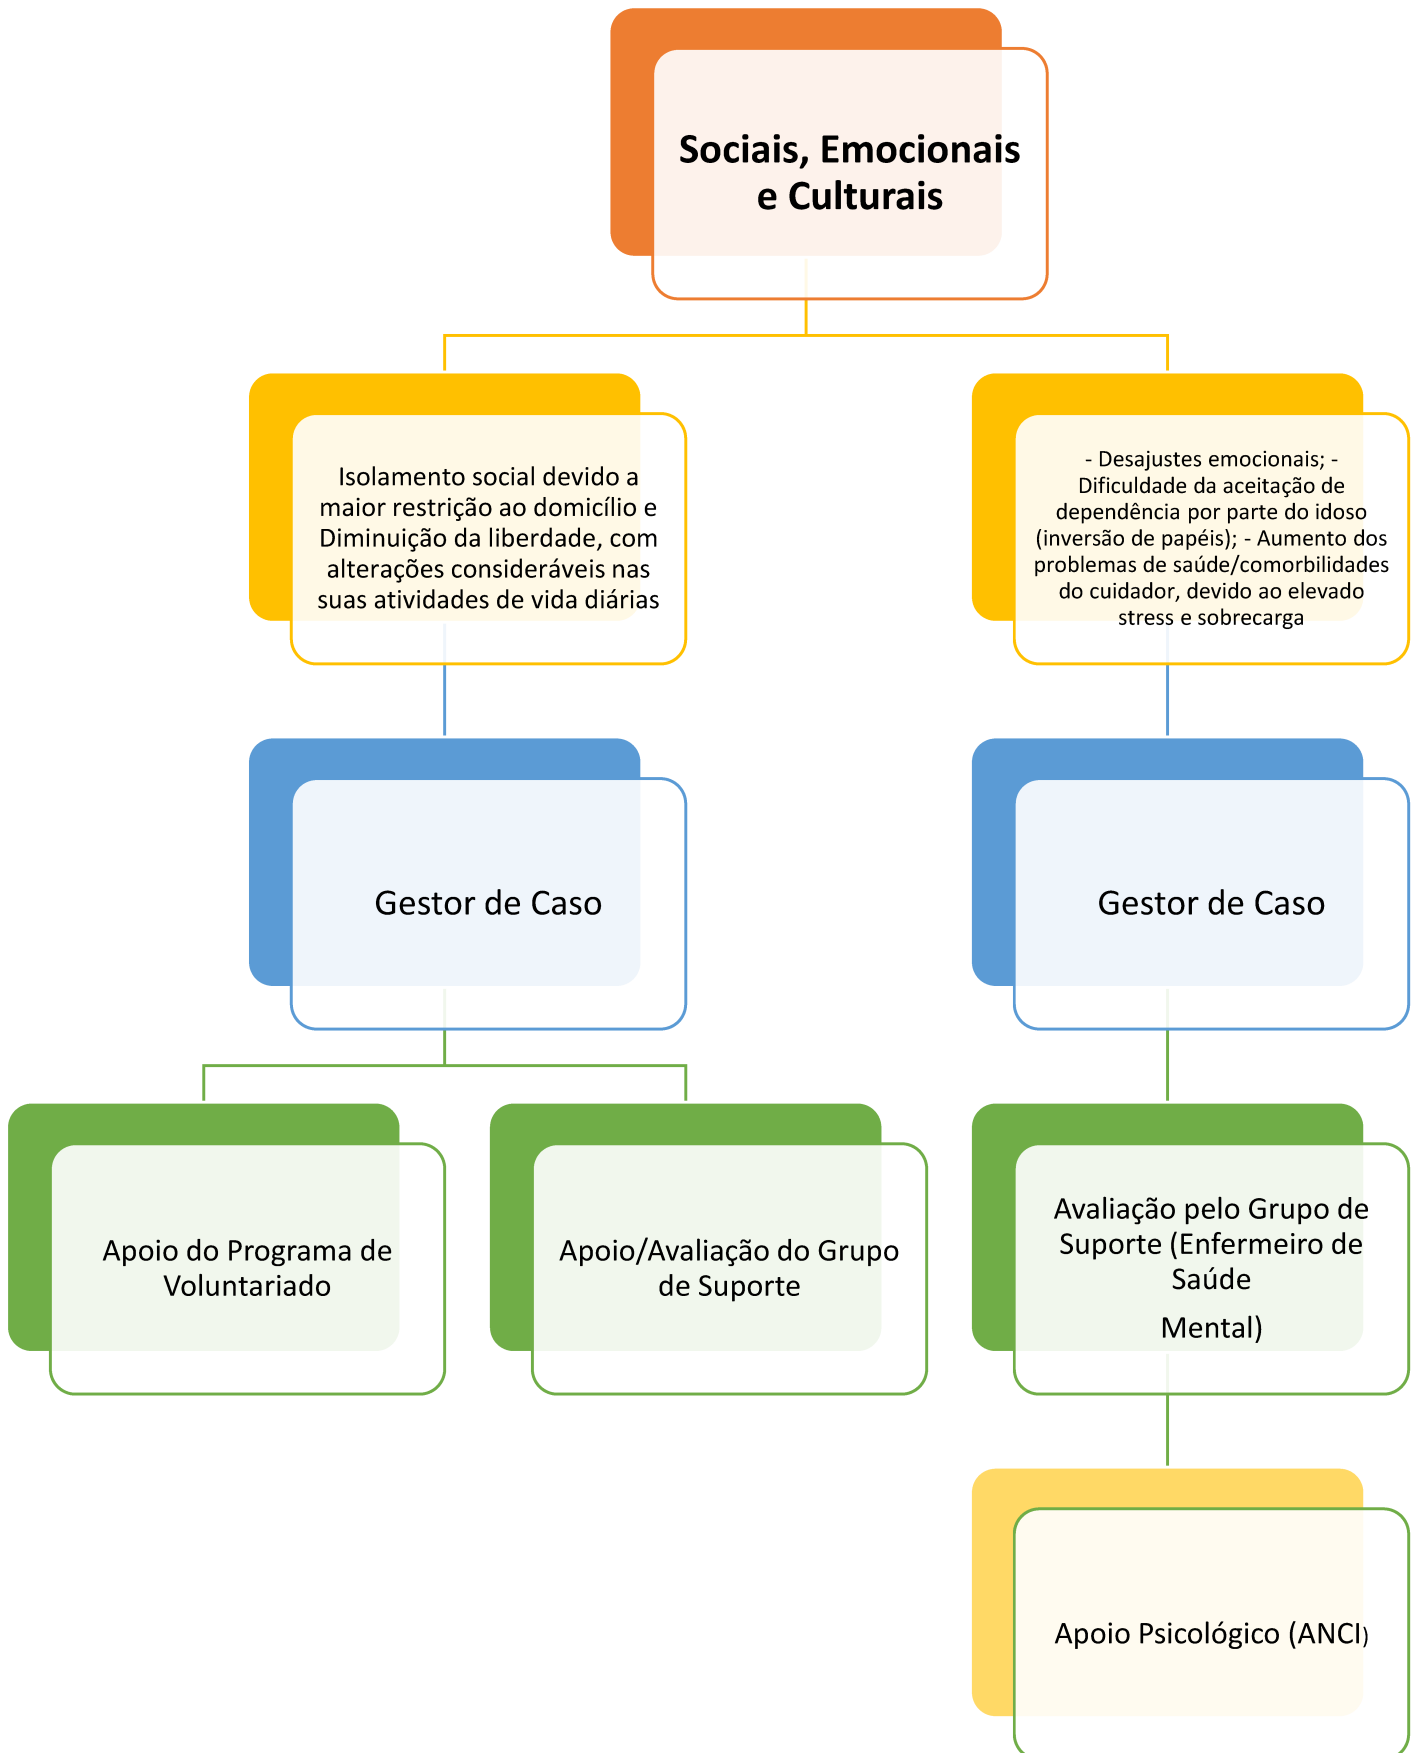 Sociais, Emocionais
e Culturais
Isolamento social devido a
maior restrição ao domicílio e
Diminuição da liberdade, com
alterações consideráveis nas
suas atividades de vida diárias
- Desajustes emocionais; -
Dificuldade da aceitação de
dependência por parte do idoso
(inversão de papéis); - Aumento dos
problemas de saúde/comorbilidades
do cuidador, devido ao elevado
stress e sobrecarga
Gestor de Caso
Gestor de Caso
Apoio do Programa de
Voluntariado
Apoio/Avaliação do Grupo
de Suporte
Avaliação pelo Grupo de
Suporte (Enfermeiro de
Saúde
Mental)
Apoio Psicológico (ANCI)